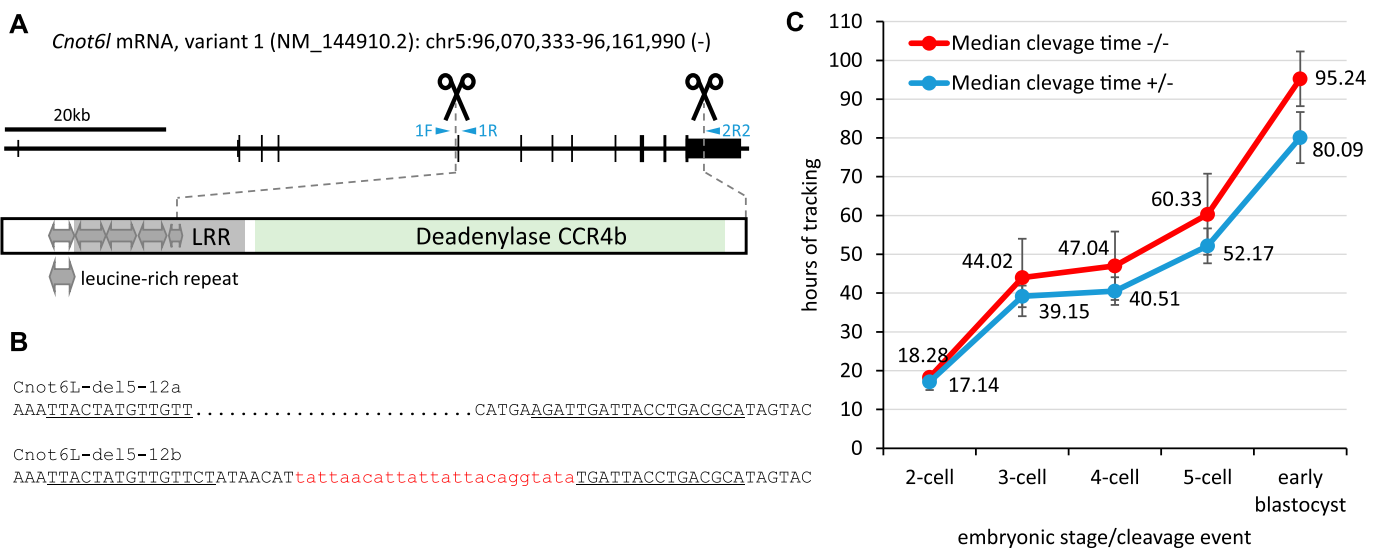 A
Cnot6l mRNA, variant 1 (NM_144910.2): chr5:96,070,333-96,161,990 (-)
20kb
1F
1R
2R2
LRR
Deadenylase CCR4b
leucine-rich repeat
B
Cnot6L-del5-12a
AAATTACTATGTTGTT.........................CATGAAGATTGATTACCTGACGCATAGTAC
Cnot6L-del5-12b
AAATTACTATGTTGTTCTATAACATtattaacattattattacaggtataTGATTACCTGACGCATAGTAC
C
Median clevage time -/-
Median clevage time +/-
hours of tracking
110
100
90
80
70
60
50
40
30
20
10
0
18.28
17.14
44.02
39.15
47.04
40.51
60.33
52.17
95.24
80.09
2-cell
3-cell
4-cell
5-cell
early
blastocyst
embryonic stage/cleavage event